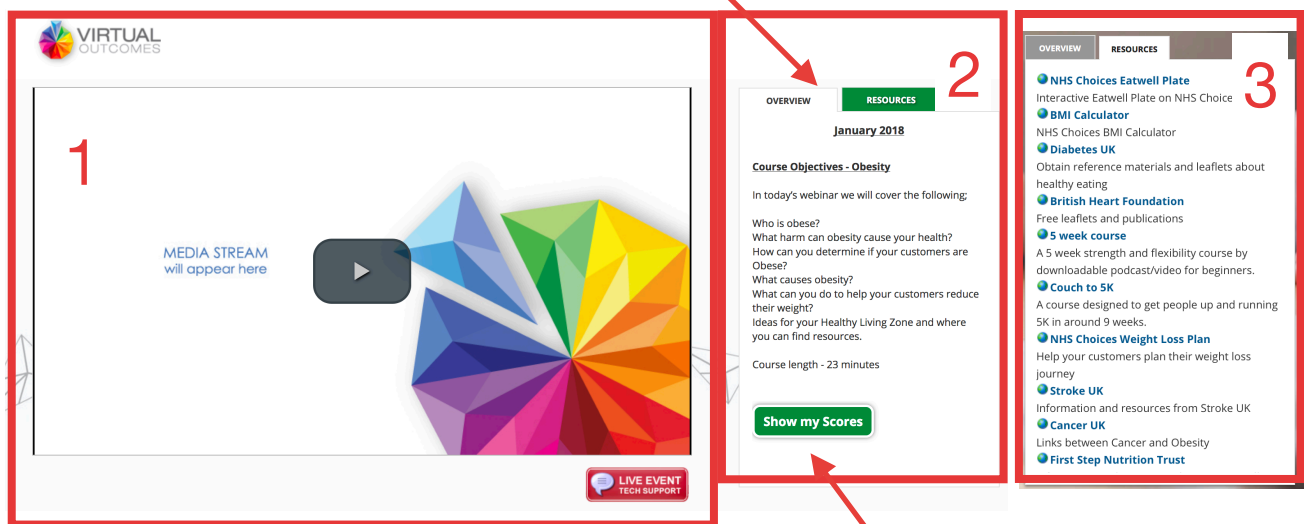 VIRTUAL
OUTCOMES
1
MEDIA STREAM
will appear here
LIVE EVENT
TECH SUPPORT
2
OVERVIEW
RESOURCES
January 2018
Course Objectives - Obesity
In today's webinar we will cover the following;
Who is obese?
What harm can obesity cause your health?
How can you determine if your customers are
Obese?
What causes obesity?
What can you do to help your customers reduce
their weight?
Ideas for your Healthy Living Zone and where
you can find resources.
Course length - 23 minutes
Show my Scores
3
OVERVIEW
RESOURCES
NHS Choices Eatwell Plate
Interactive Eatwell Plate on NHS Choice
BMI Calculator
NHS Choices BMI Calculator
Diabetes UK
Obtain reference materials and leaflets about
healthy eating
British Heart Foundation
Free leaflets and publications
5 week course
A 5 week strength and flexibility course by
downloadable podcast/video for beginners.
Couch to 5K
A course designed to get people up and running
5K in around 9 weeks.
NHS Choices Weight Loss Plan
Help your customers plan their weight loss
journey
Stroke UK
Information and resources from Stroke UK
Cancer UK
Links between Cancer and Obesity
First Step Nutrition Trust